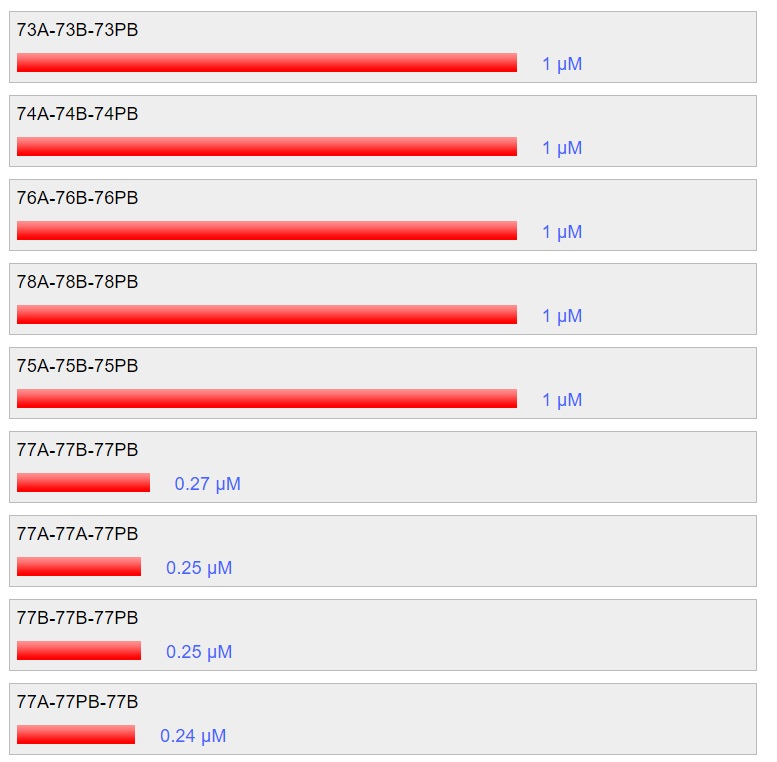 73A-73B-73PB
1 µM
74A-74B-74PB
1 µM
76A-76B-76PB
1 µM
78A-78B-78PB
1 µM
75A-75B-75PB
1 µM
77A-77B-77PB
0.27 µM
77A-77A-77PB
0.25 µM
77B-77B-77PB
0.25 µM
77A-77PB-77B
0.24 µM